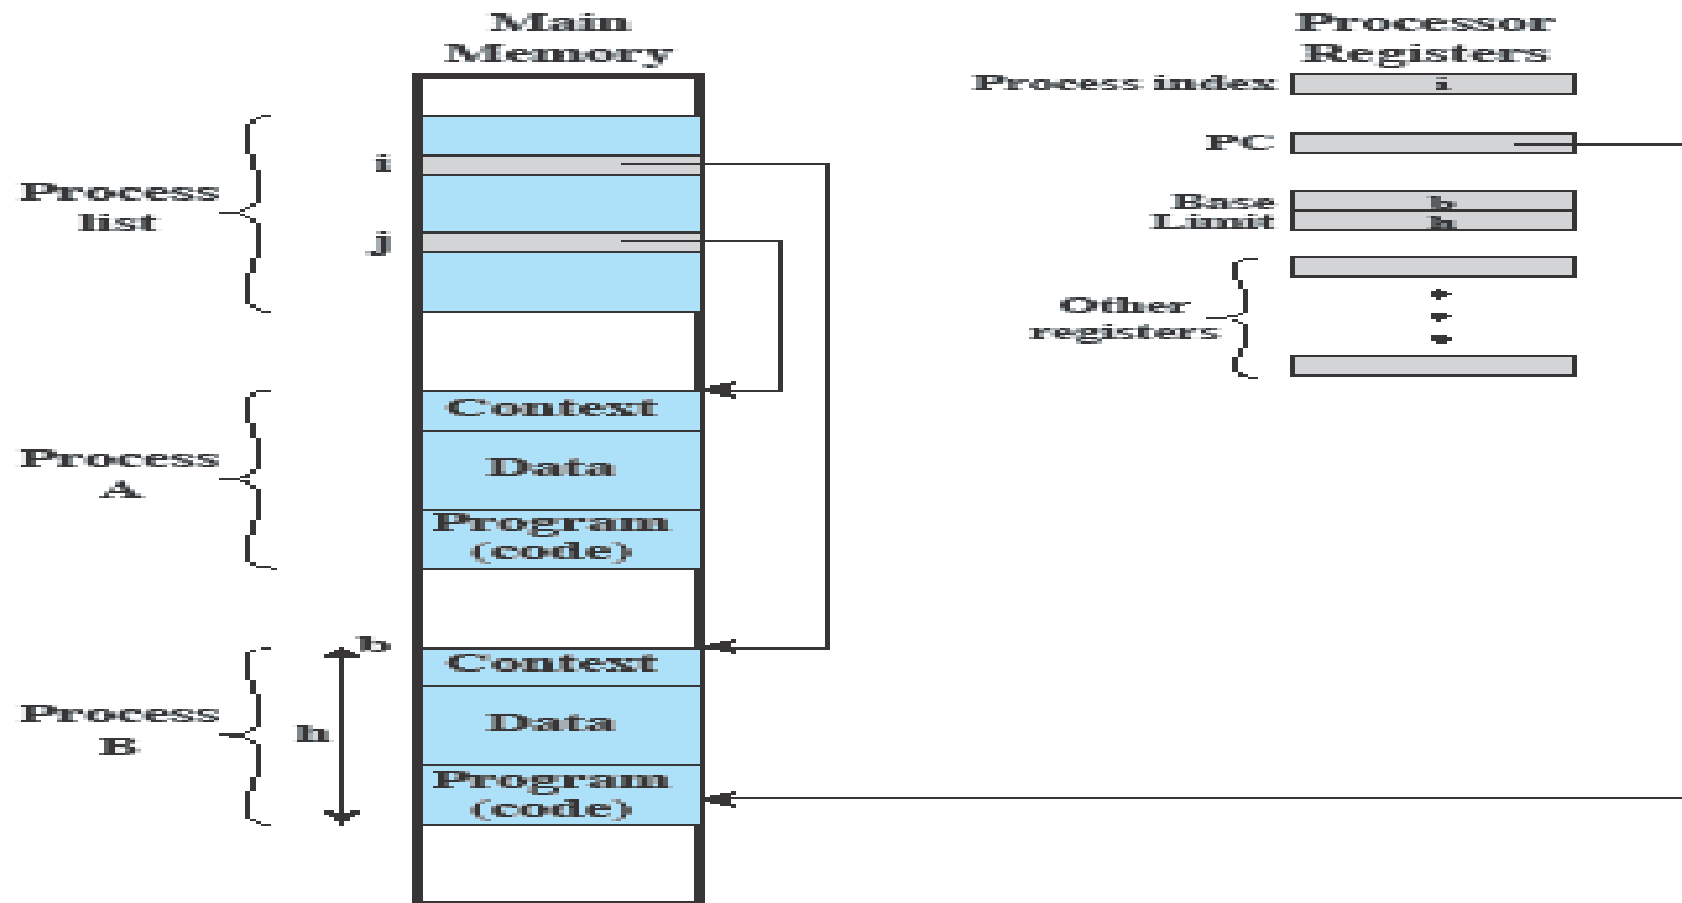 Main
Memory
Process
list
i
j
Process
A
Context
Data
Program
(code)
Process
B
b
h
Context
Data
Program
(code)
Processor
Registers
Process index
i
PC
Base
b
Limit
h
Other
registers